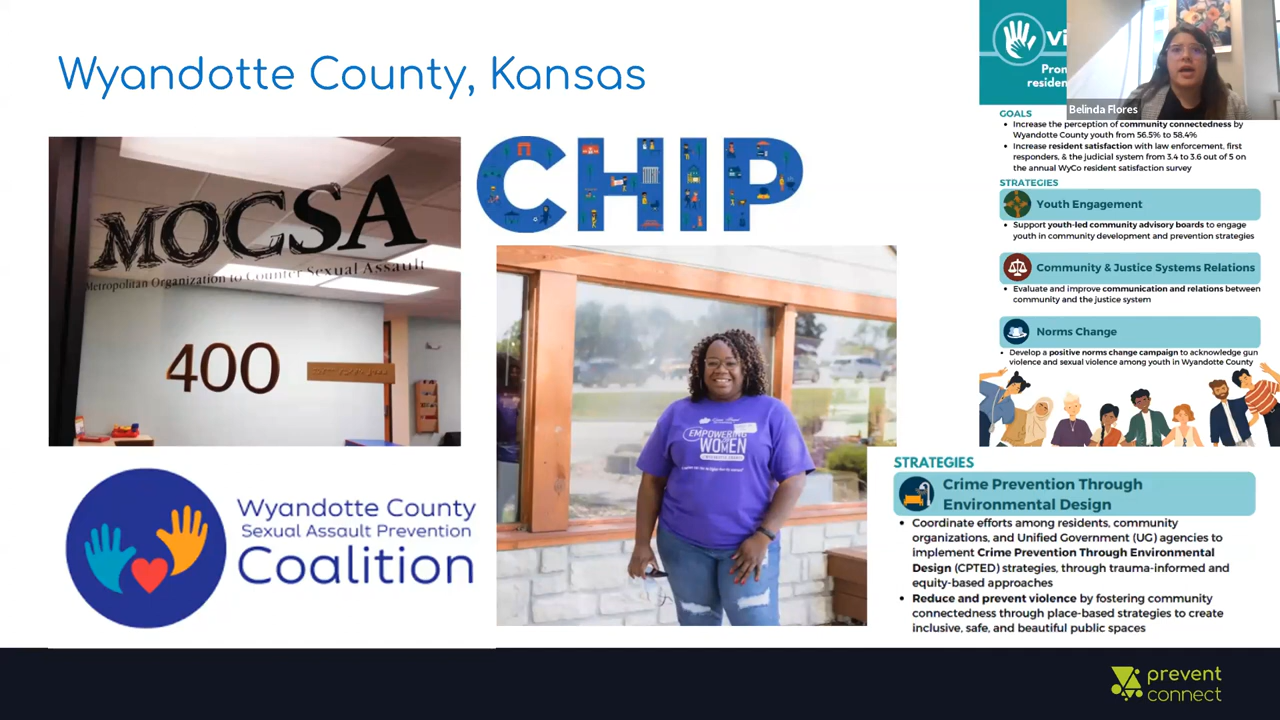 Wyandotte County, Kansas
MOCSA
Metropolitan Organization to Counter Sexual Assault
400
CHIP
EMPOWERING
WOMEN
Wyandotte County
Sexual Assault Prevention
Coalition
Vi
Pron
residen
Belinda Flores
GOALS
• Increase the perception of community connectedness by
Wyandotte County youth from 56.5% to 58.4%
• Increase resident satisfaction with law enforcement, first
responders, & the judicial system from 3.4 to 3.6 out of 5 on
the annual WyCo resident satisfaction survey
STRATEGIES
Youth Engagement
• Support youth-led community advisory boards to engage
youth in community development and prevention strategies
Community & Justice Systems Relations
• Evaluate and improve communication and relations between
community and the justice system
Norms Change
• Develop a positive norms change campaign to acknowledge gun
violence and sexual violence among youth in Wyandotte County
STRATEGIES
Crime Prevention Through
Environmental Design
• Coordinate efforts among residents, community
organizations, and Unified Government (UG) agencies to
implement Crime Prevention Through Environmental
Design (CPTED) strategies, through trauma-informed and
equity-based approaches
• Reduce and prevent violence by fostering community
connectedness through place-based strategies to create
inclusive, safe, and beautiful public spaces
prevent
connect